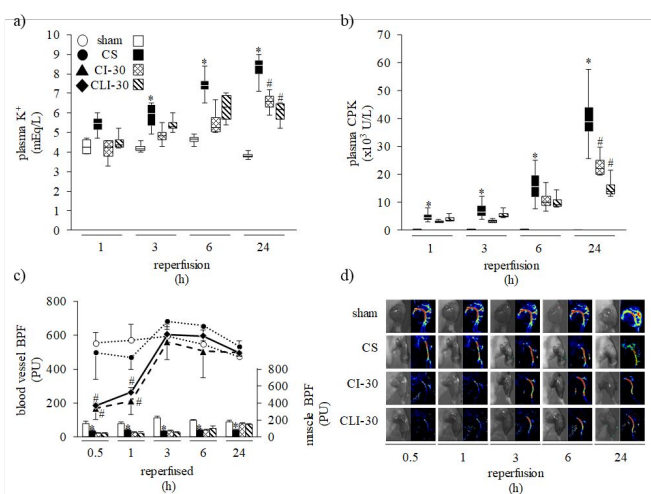 a)
sham
CS
CI-30
CLI-30
plasma K+
(mEq/L)
10
9
8
7
6
5
4
3
2
1
0
*
*
*
#
#
1
3
6
24
reperfusion
(h)
b)
plasma CPK
(x10³ U/L)
70
60
50
40
30
20
10
0
*
*
*
*
#
#
1
3
6
24
reperfusion
(h)
c)
blood vessel BPF
(PU)
800
600
400
200
0
muscle BPF
(PU)
800
600
400
200
0
#
#
#
#
*
*
*
*
*
0.5
1
3
6
24
reperfused
(h)
d)
sham
CS
CI-30
CLI-30
0.5
1
3
6
24
reperfusion
(h)